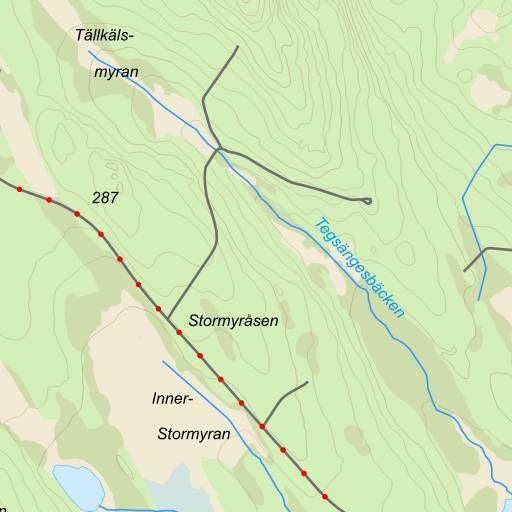 Tällkäls-
myran
287
Tegsängesbäcken
Stormyråsen
Inner-
Stormyran